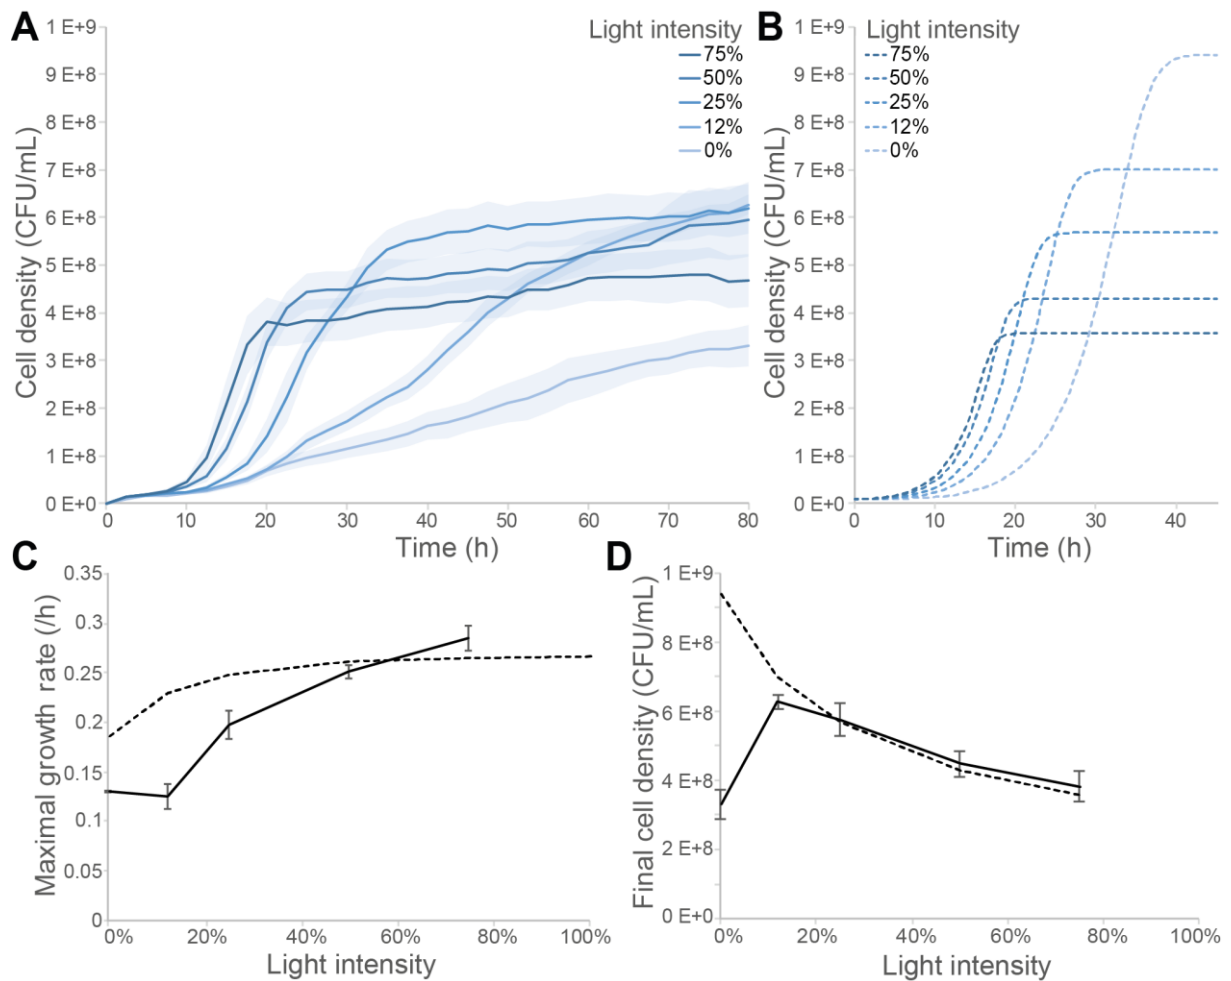 A
Light intensity
75%
50%
25%
12%
0%
1 E+9
9 E+8
8 E+8
7 E+8
6 E+8
5 E+8
4 E+8
3 E+8
2 E+8
1 E+8
0 E+0
Cell density (CFU/mL)
0 10 20 30 40 50 60 70 80
Time (h)
B
Light intensity
75%
50%
25%
12%
0%
1 E+9
9 E+8
8 E+8
7 E+8
6 E+8
5 E+8
4 E+8
3 E+8
2 E+8
1 E+8
0 E+0
Cell density (CFU/mL)
0 10 20 30 40
Time (h)
C
0.35
0.3
0.25
0.2
0.15
0.1
0.05
0
Maximal growth rate (/h)
0% 20% 40% 60% 80% 100%
Light intensity
D
1 E+9
8 E+8
6 E+8
4 E+8
2 E+8
0 E+0
Final cell density (CFU/mL)
0% 20% 40% 60% 80% 100%
Light intensity